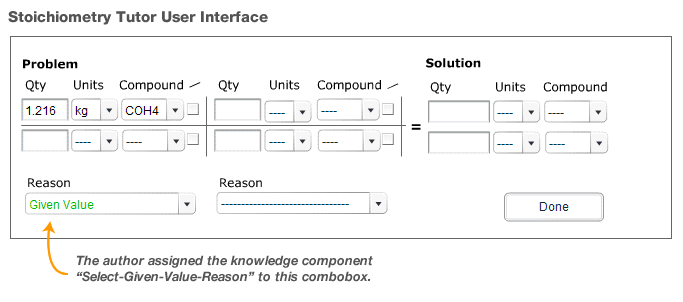 Stoichiometry Tutor User Interface
Problem Solution
Qty Units Compound Qty Units Compound Qty Units Compound
1.216 kg COH4 ---- ---- ---- ----
---- ---- ---- ---- ---- ----
=
Reason Reason
Given Value -------------------------------- Done
The author assigned the knowledge component
“Select-Given-Value-Reason” to this combobox.